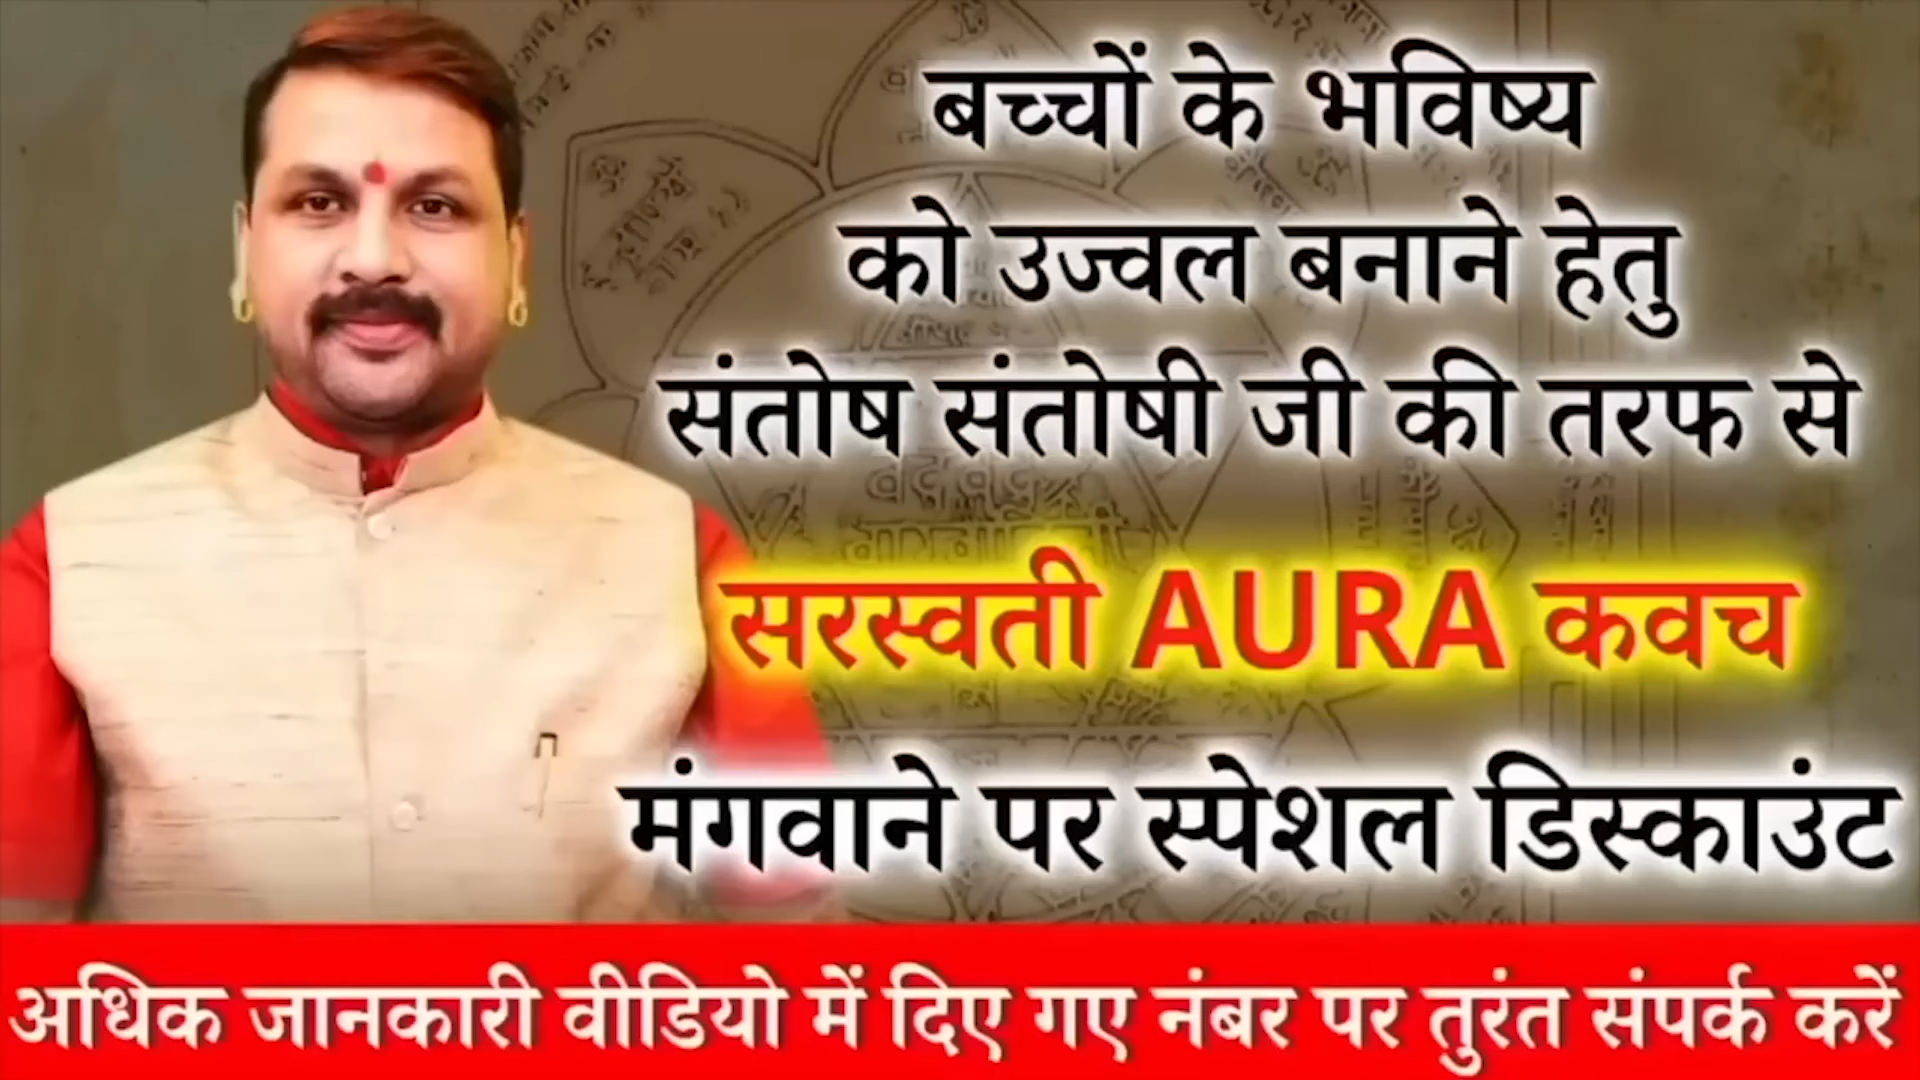 बच्चों के भविष्य
को उज्वल बनाने हेतु
संतोष संतोषी जी की तरफ से
सरस्वती AURA कवच
मंगवाने पर स्पेशल डिस्काउंट
अधिक जानकारी वीडियो में दिए गए नंबर पर तुरंत संपर्क करें